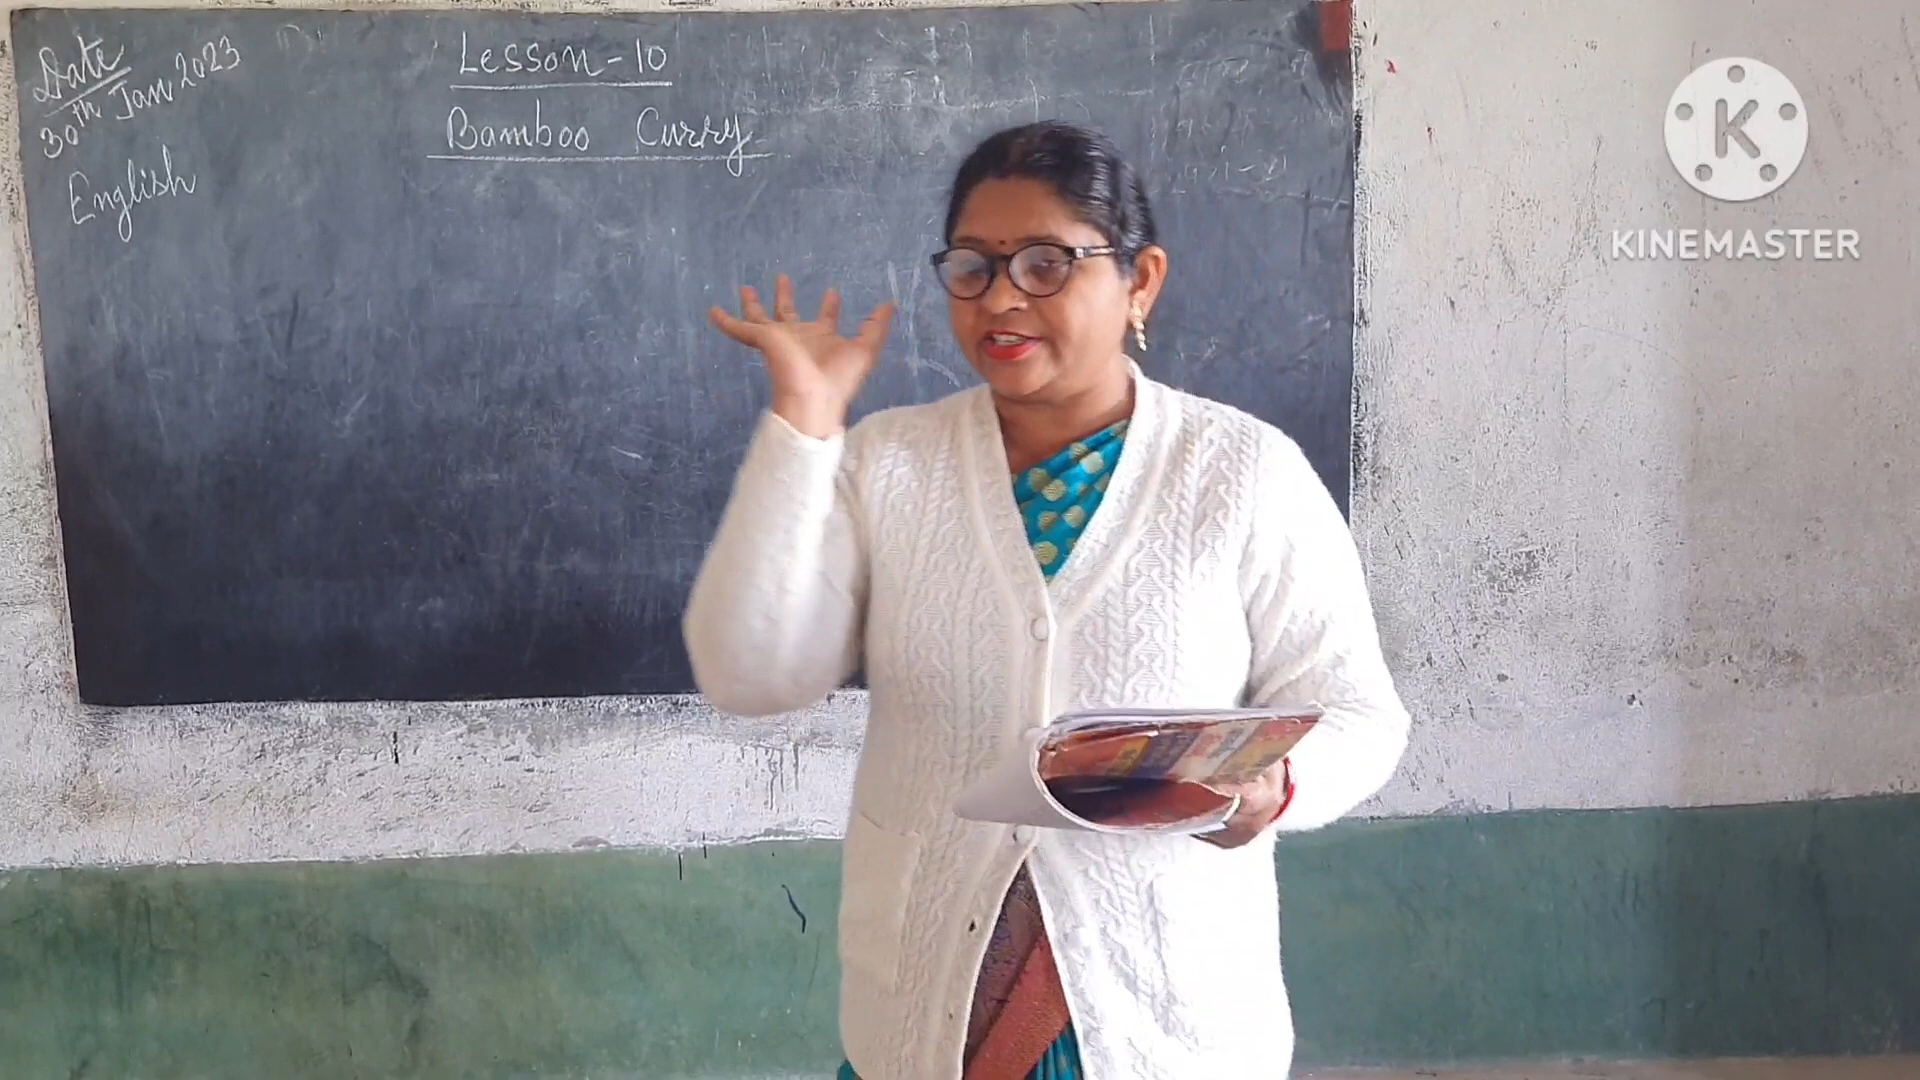 Date
30th Jan 2023
English
Lesson-10
Bamboo Curry
K
KINEMASTER